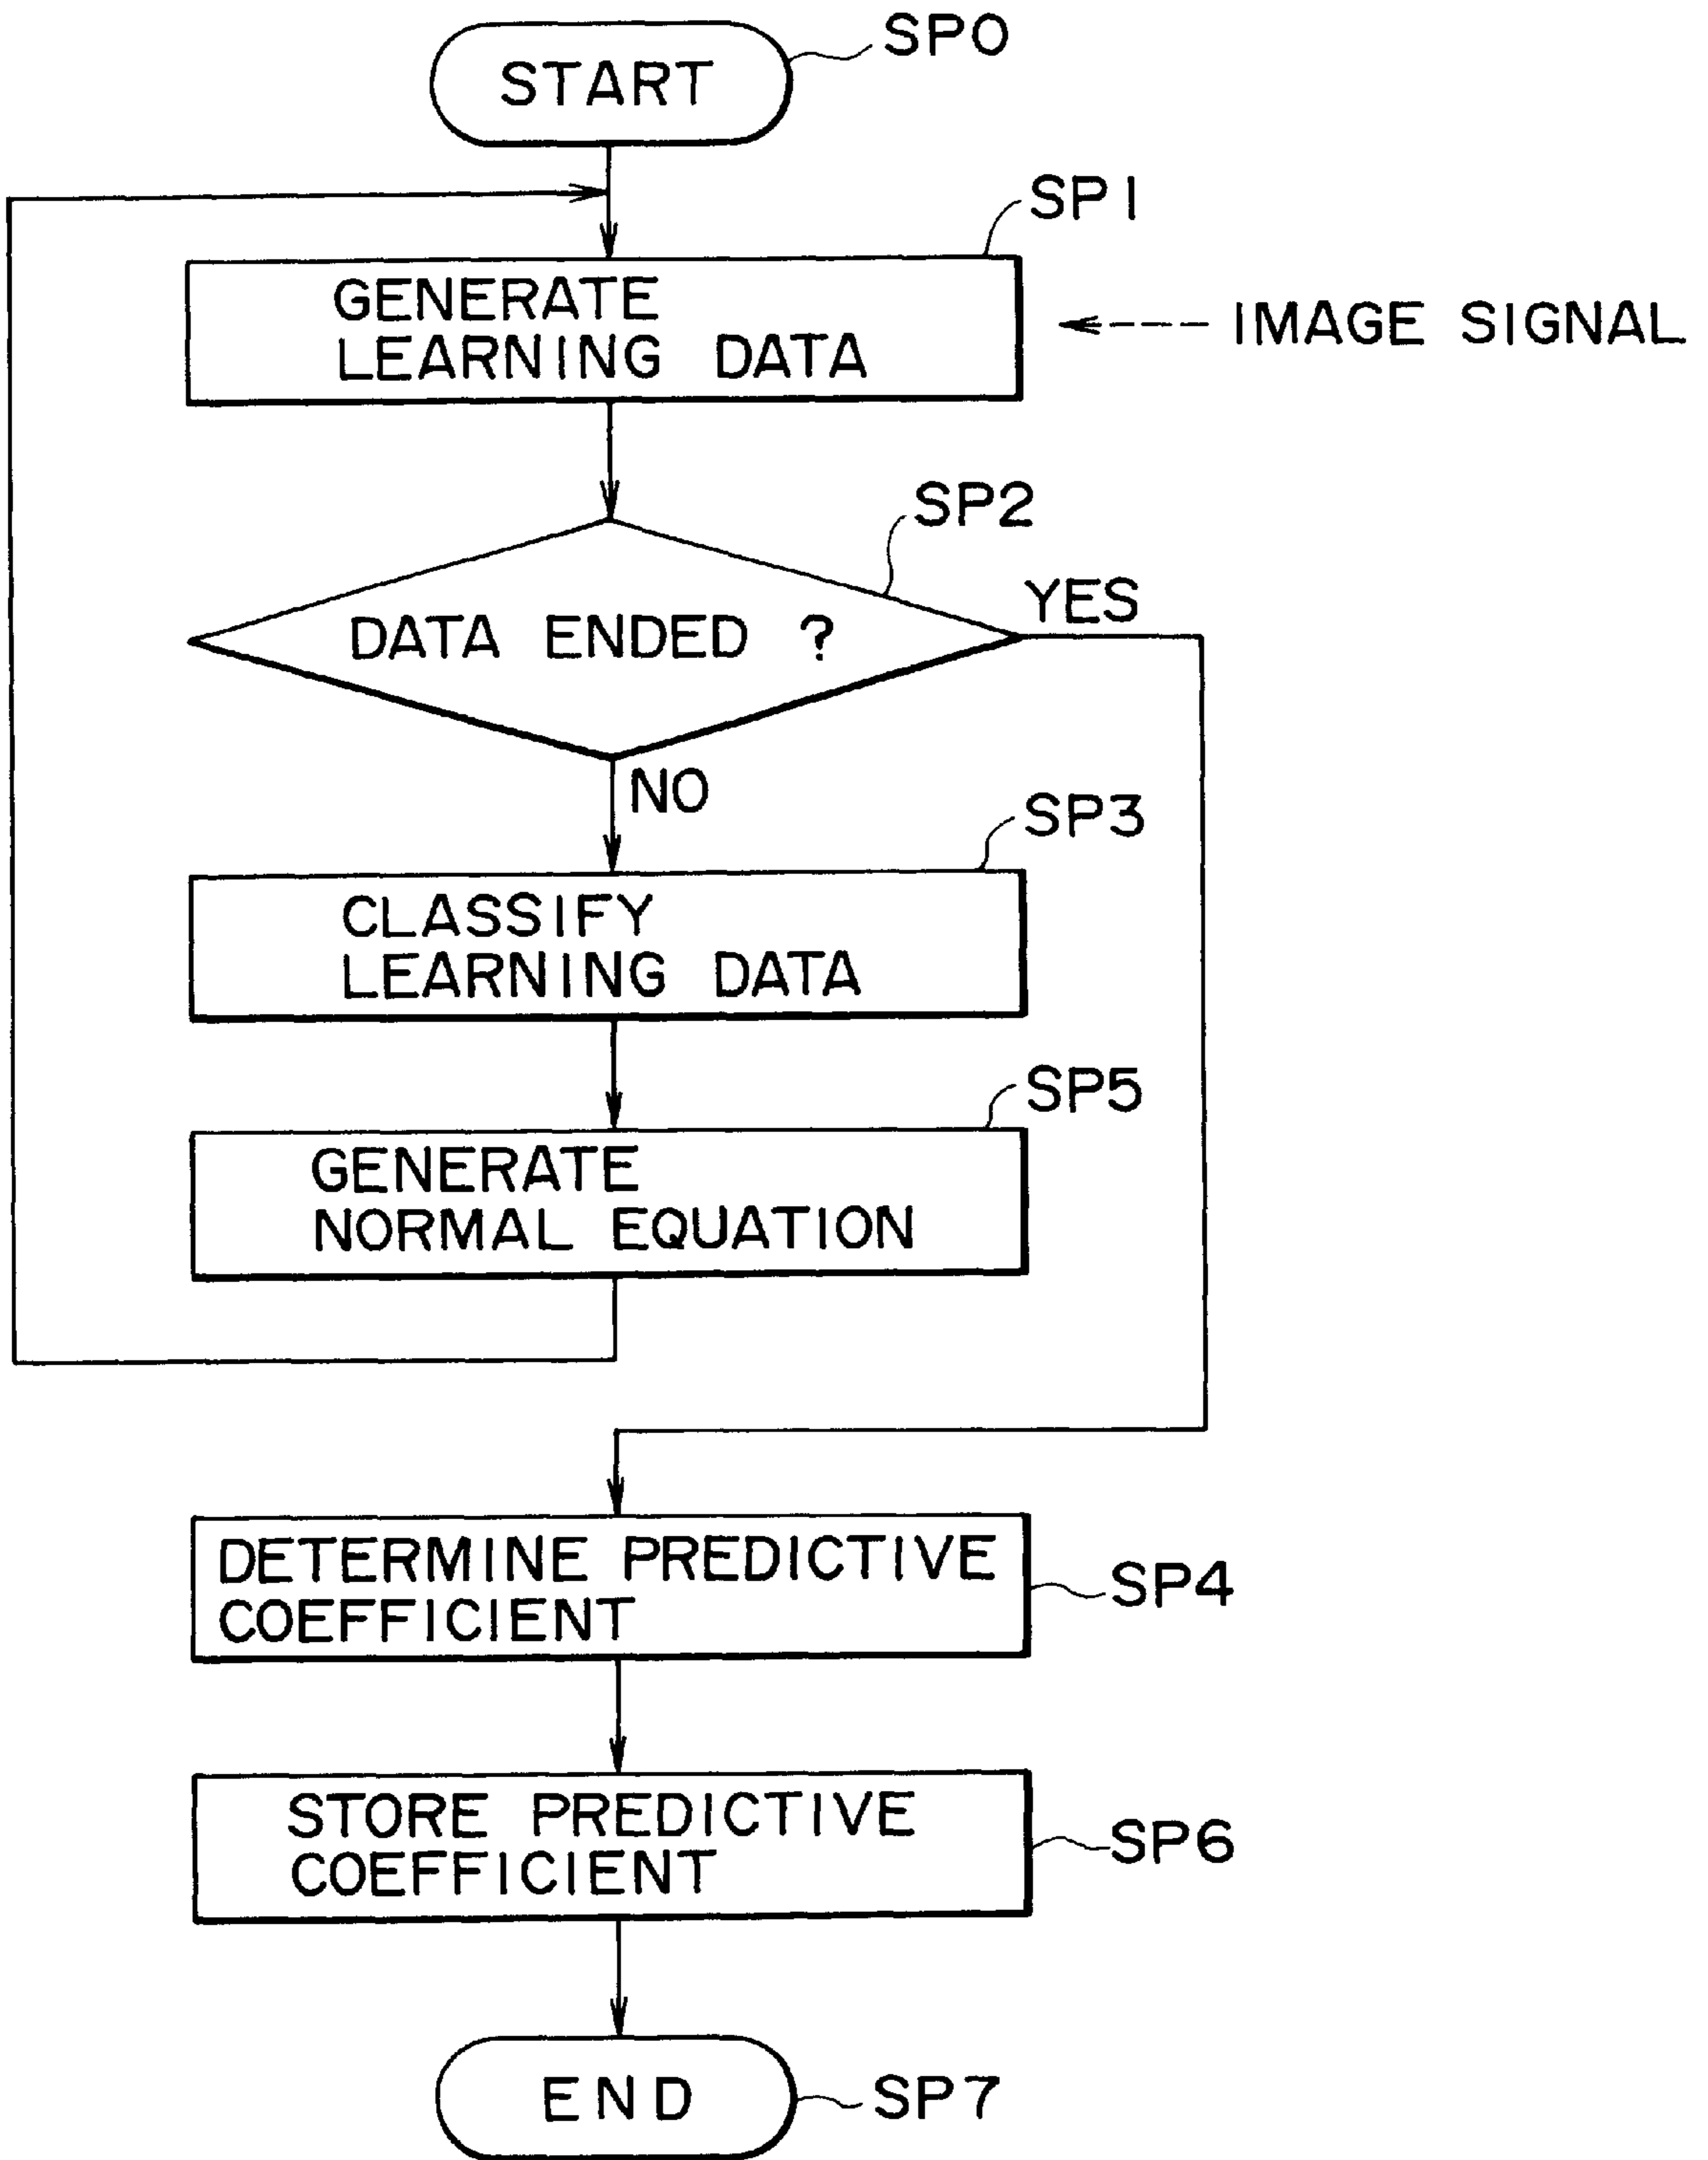 SP0
START
SP1
GENERATE
LEARNING DATA
IMAGE SIGNAL
SP2
YES
DATA ENDED ?
NO
SP3
CLASSIFY
LEARNING DATA
SP5
GENERATE
NORMAL EQUATION
DETERMINE PREDICTIVE
COEFFICIENT
SP4
STORE PREDICTIVE
COEFFICIENT
SP6
END
SP7